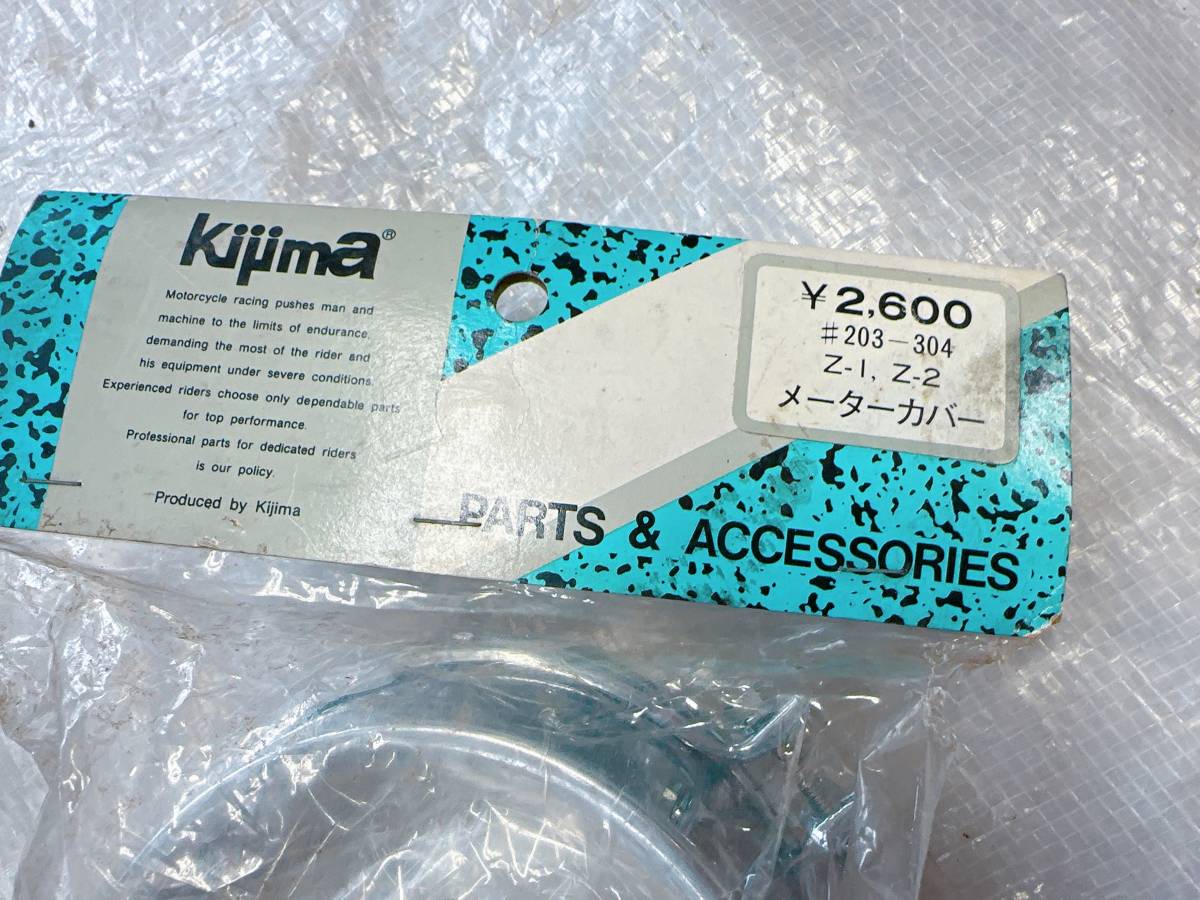 Kijima®
Motorcycle racing pushes man and
machine to the limits of endurance,
demanding the most of the rider and
his equipment under severe conditions.
Experienced riders choose only dependable parts
for top performance.
Professional parts for dedicated riders
is our policy.
Produced by Kijima
¥2,600
#203-304
Z-1, Z-2
メーターカバー
PARTS & ACCESSORIES